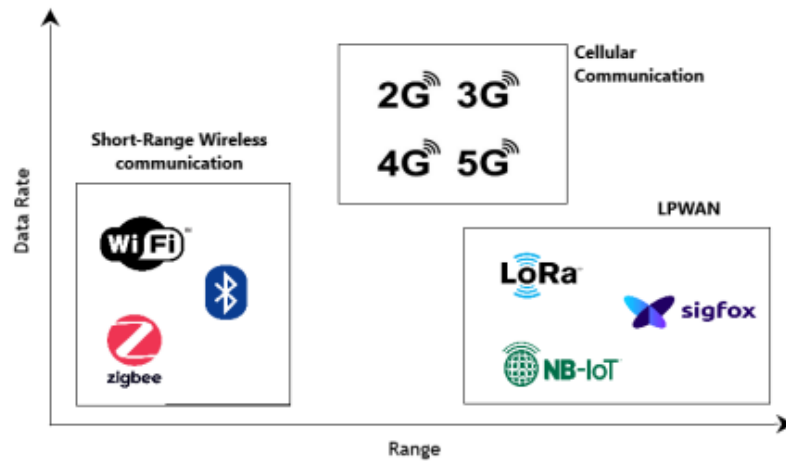 Cellular
Communication
2G 3G
4G 5G
Short-Range Wireless
communication
WiFi
zigbee
LPWAN
LoRa
sigfox
NB-IoT
Data Rate
Range